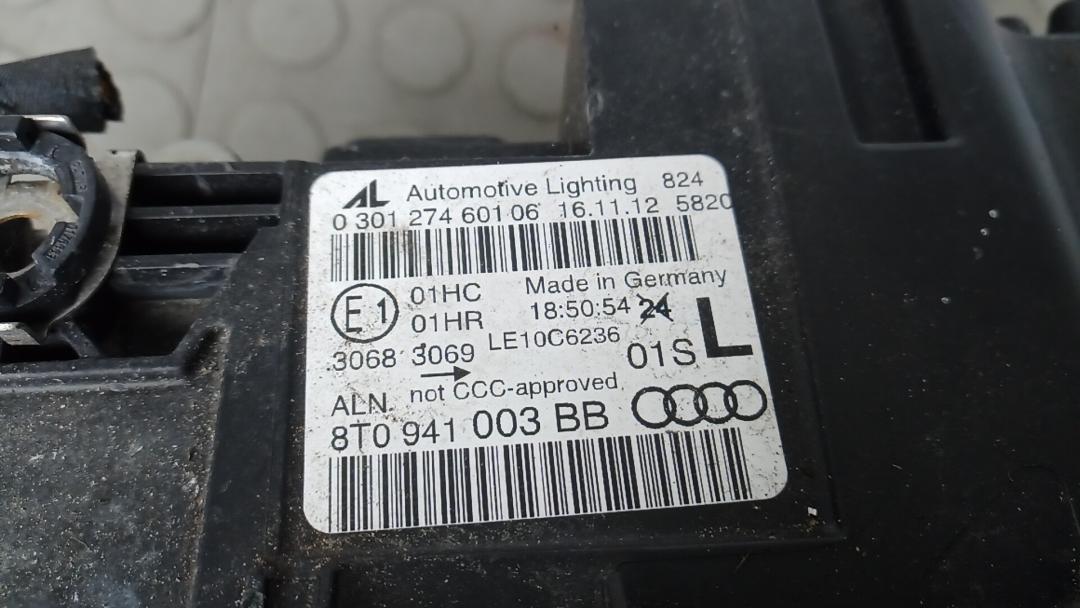 AL Automotive Lighting 824
0 301 274 601 06 16.11.12 5820
E1 01HC Made in Germany
01HR 18:50:54 24
3068 3069 LE10C6236 01S L
not CCC-approved
ALN
8T0 941 003 BB